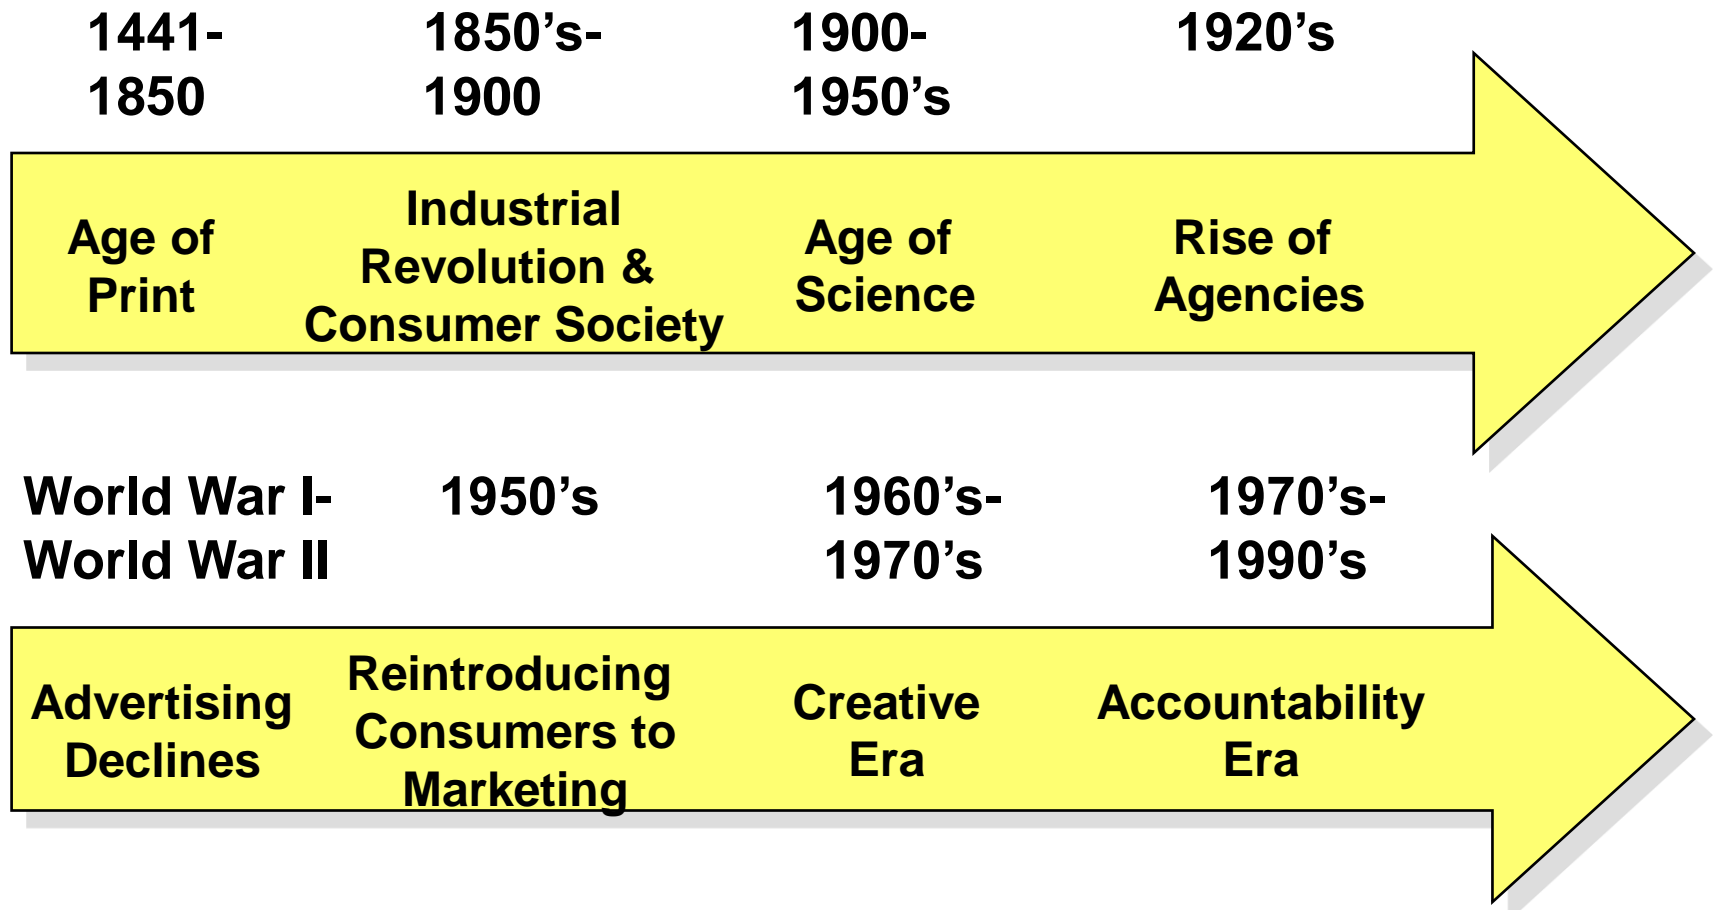 1441-
1850
1850’s-
1900
1900-
1950’s
1920’s
Age of
Print
Industrial
Revolution &
Consumer Society
Age of
Science
Rise of
Agencies
World War I-
World War II
1950’s
1960’s-
1970’s
1970’s-
1990’s
Advertising
Declines
Reintroducing
Consumers to
Marketing
Creative
Era
Accountability
Era